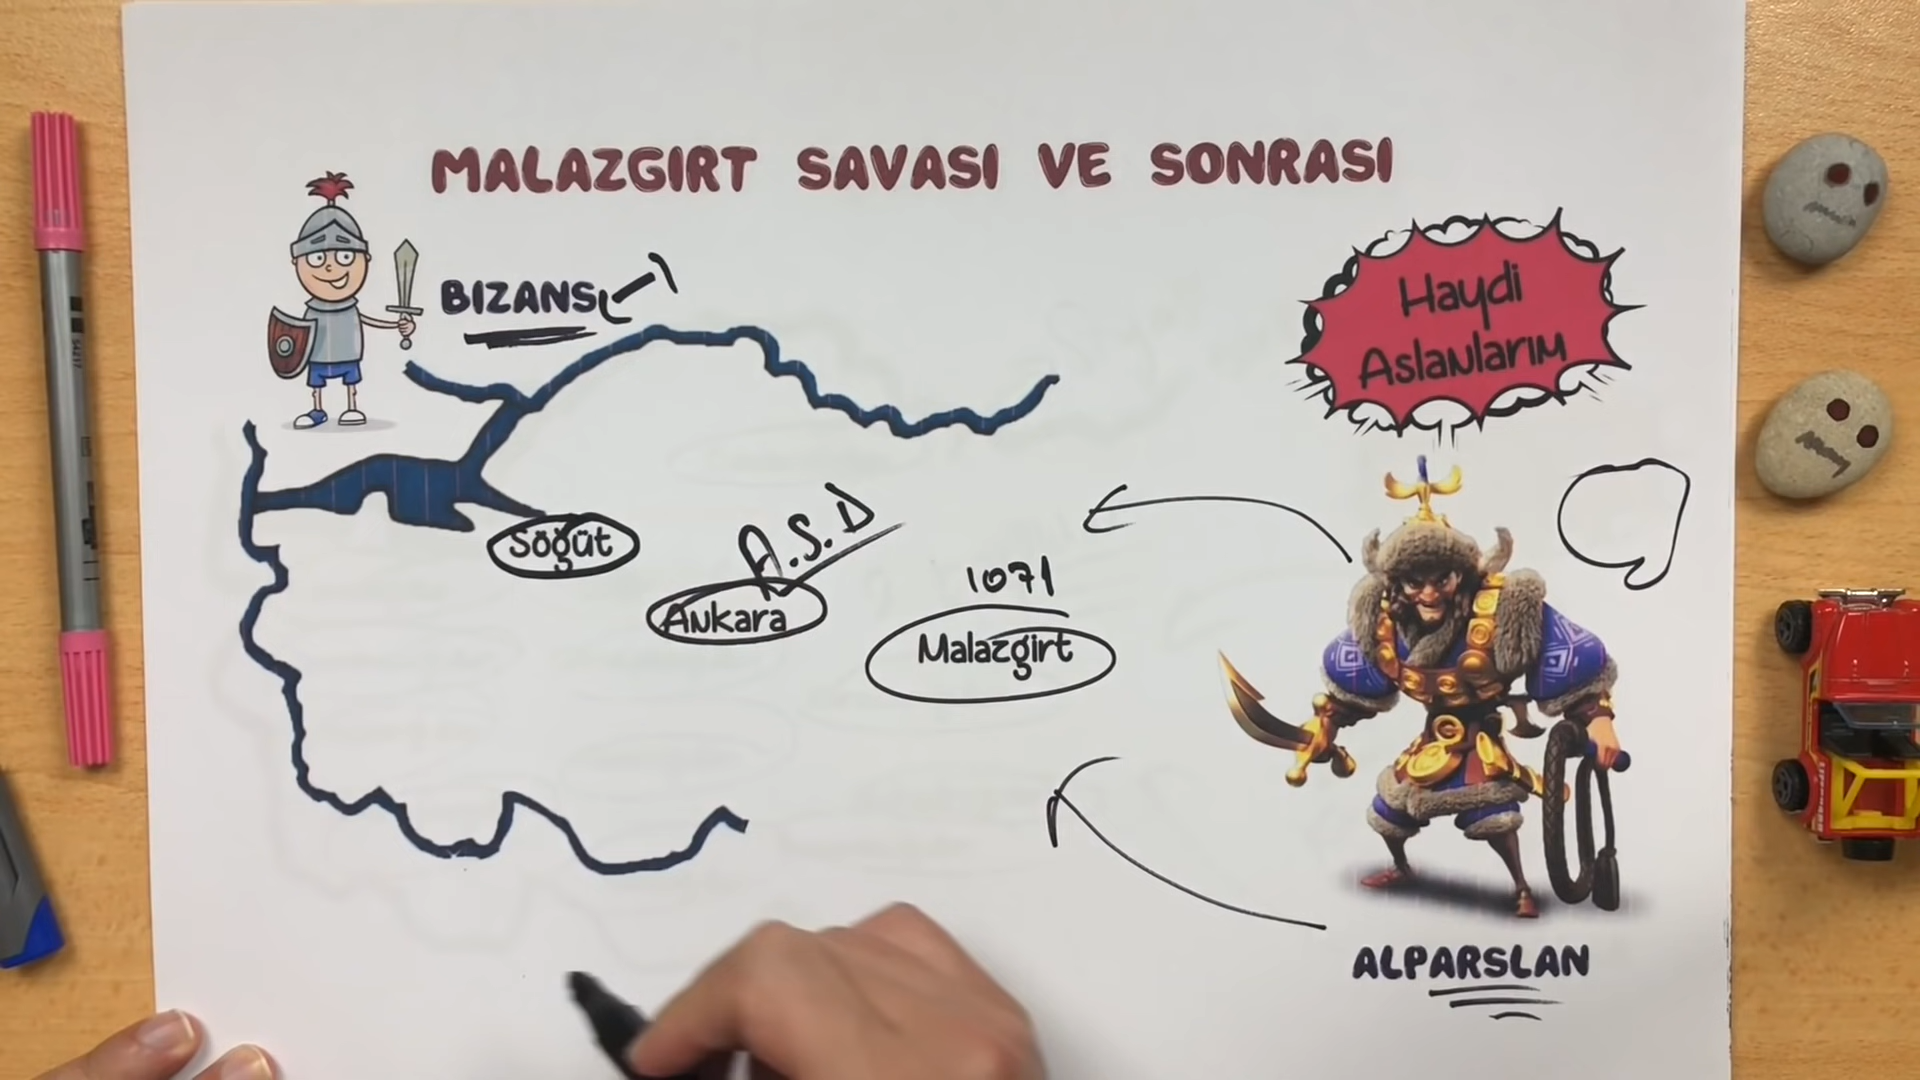 MALAZGIRT SAVASI VE SONRASI
BIZANS
Haydi
Aslanlarım
Söğüt
A.S.D
Ankara
1071
Malazgirt
ALPARSLAN